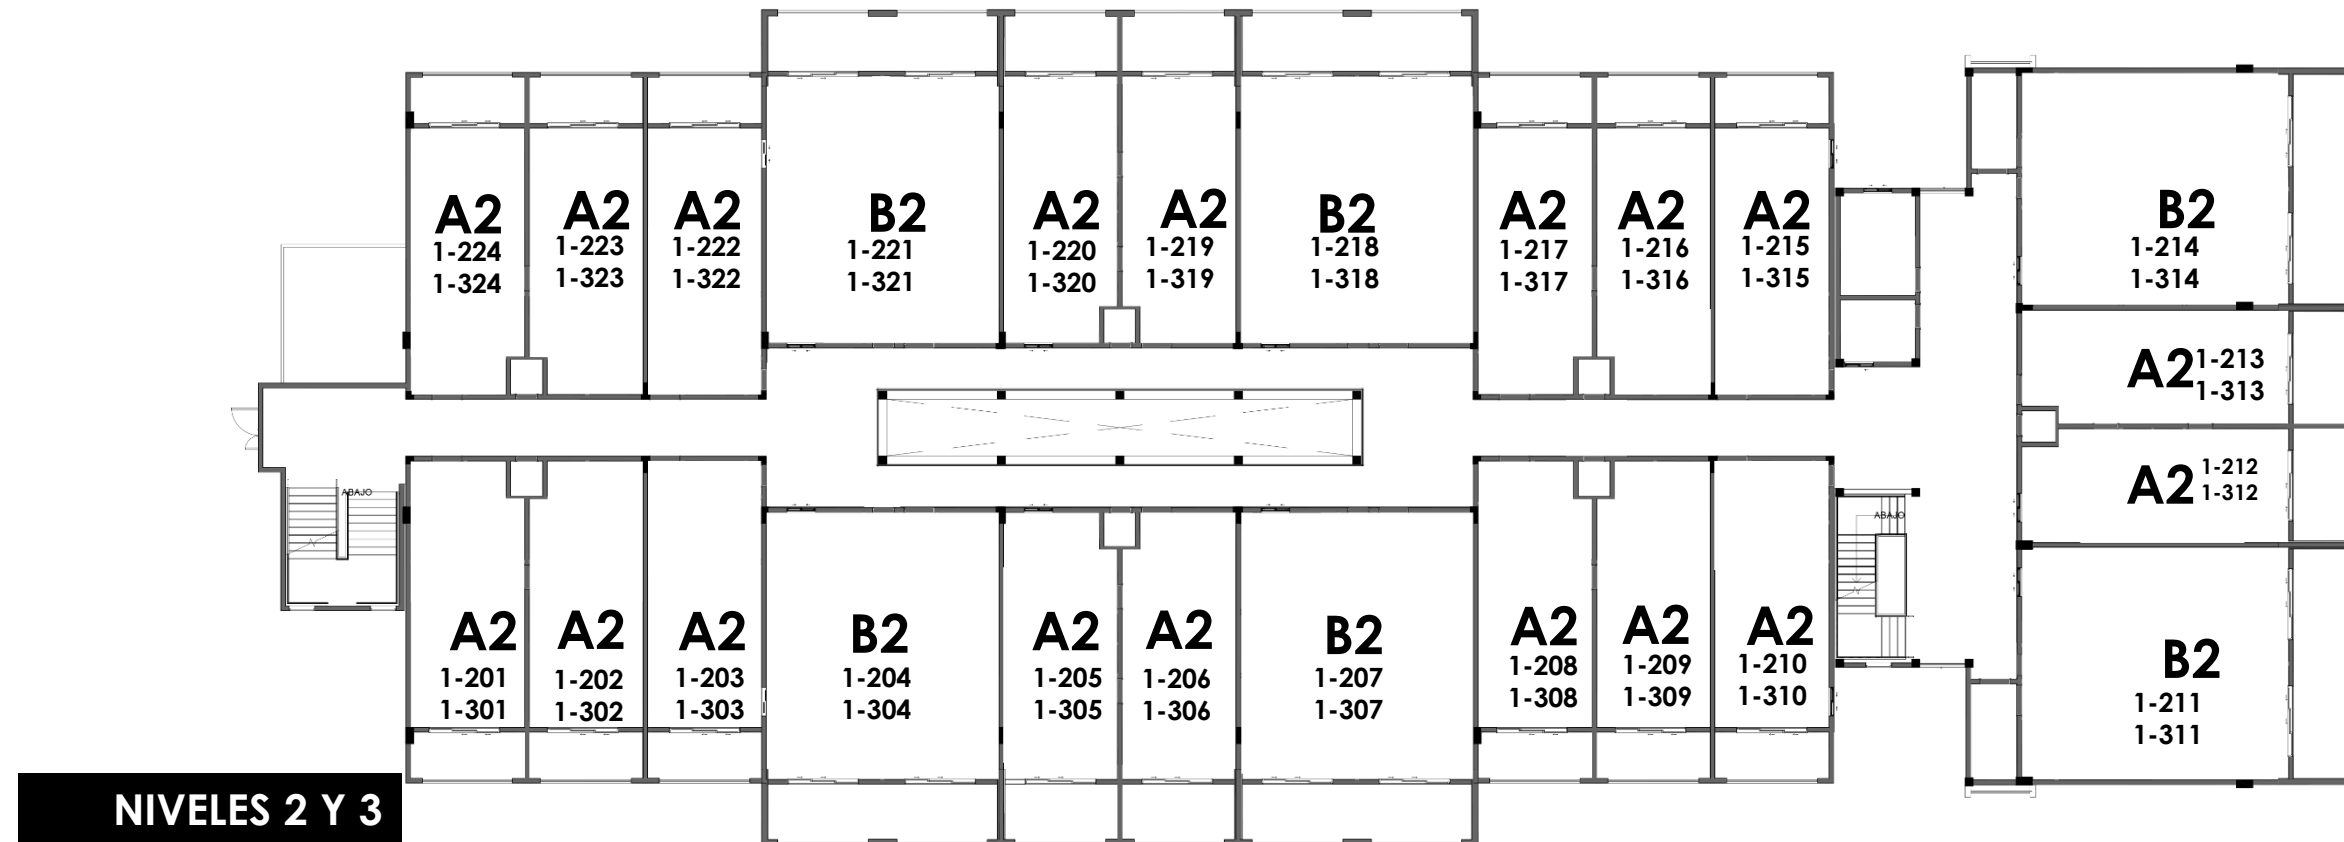 A2
1-224
1-324
A2
1-223
1-323
A2
1-222
1-322
B2
1-221
1-321
A2
1-220
1-320
A2
1-219
1-319
B2
1-218
1-318
A2
1-217
1-317
A2
1-216
1-316
A2
1-215
1-315
B2
1-214
1-314
A2
1-213
1-313
A2
1-212
1-312
ABAJO
ABAJO
A2
1-201
1-301
A2
1-202
1-302
A2
1-203
1-303
B2
1-204
1-304
A2
1-205
1-305
A2
1-206
1-306
B2
1-207
1-307
A2
1-208
1-308
A2
1-209
1-309
A2
1-210
1-310
B2
1-211
1-311
NIVELES 2 Y 3